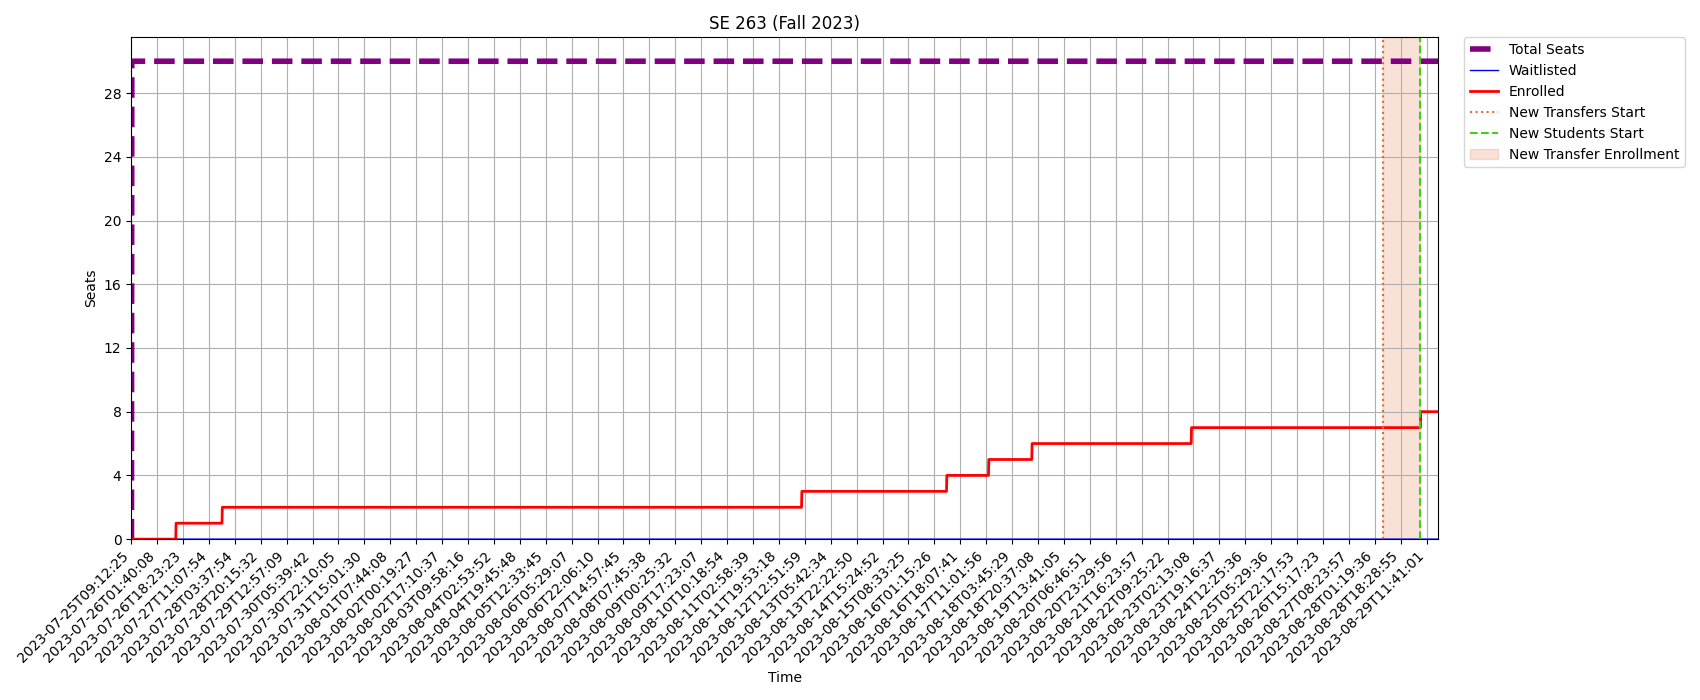 SE 263 (Fall 2023)
Total Seats
Waitlisted
Enrolled
New Transfers Start
New Students Start
New Transfer Enrollment
Seats
28
24
20
16
12
8
4
0
2023-07-25T09:12:25
2023-07-26T01:40:08
2023-07-26T18:23:23
2023-07-27T11:07:54
2023-07-28T03:37:54
2023-07-28T20:15:32
2023-07-29T12:57:09
2023-07-30T05:39:42
2023-07-30T22:10:05
2023-07-31T15:01:30
2023-08-01T07:44:08
2023-08-02T00:19:27
2023-08-02T17:10:37
2023-08-03T09:58:16
2023-08-04T02:53:52
2023-08-04T19:45:48
2023-08-05T12:33:45
2023-08-06T05:29:07
2023-08-06T22:06:10
2023-08-07T14:57:45
2023-08-08T07:45:38
2023-08-09T00:25:32
2023-08-09T17:23:07
2023-08-10T10:18:54
2023-08-11T02:58:39
2023-08-11T19:53:18
2023-08-12T12:51:59
2023-08-13T05:42:34
2023-08-13T22:22:50
2023-08-14T15:24:52
2023-08-15T08:33:25
2023-08-16T01:15:26
2023-08-16T18:07:41
2023-08-17T11:01:56
2023-08-18T03:45:29
2023-08-18T20:37:08
2023-08-19T13:41:05
2023-08-20T06:46:51
2023-08-20T23:29:56
2023-08-21T16:23:57
2023-08-22T09:25:22
2023-08-23T02:13:08
2023-08-23T19:16:37
2023-08-24T12:25:36
2023-08-25T05:29:36
2023-08-25T22:17:53
2023-08-26T15:17:23
2023-08-27T08:23:57
2023-08-28T01:19:36
2023-08-28T18:28:55
2023-08-29T11:41:01
Time